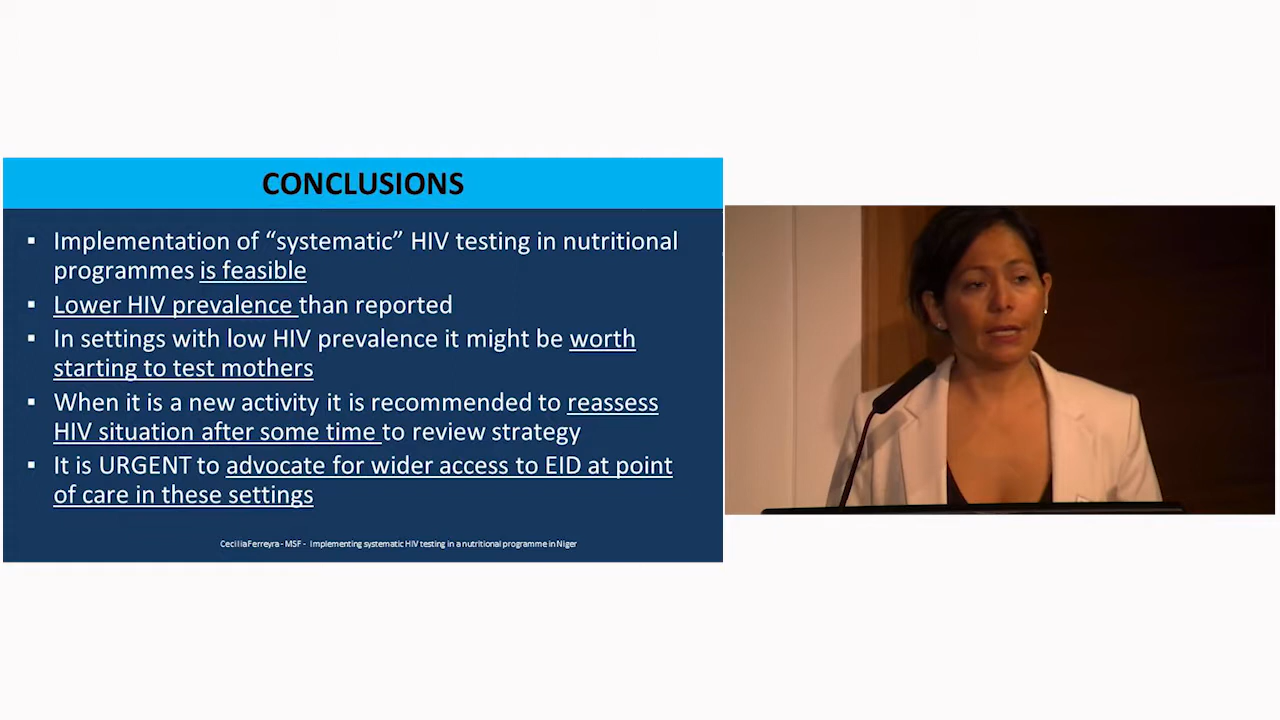 CONCLUSIONS
▪ Implementation of “systematic” HIV testing in nutritional
programmes is feasible
▪ Lower HIV prevalence than reported
▪ In settings with low HIV prevalence it might be worth
starting to test mothers
▪ When it is a new activity it is recommended to reassess
HIV situation after some time to review strategy
▪ It is URGENT to advocate for wider access to EID at point
of care in these settings
Cecilia Ferreyra - MSF - Implementing systematic HIV testing in a nutritional programme in Niger